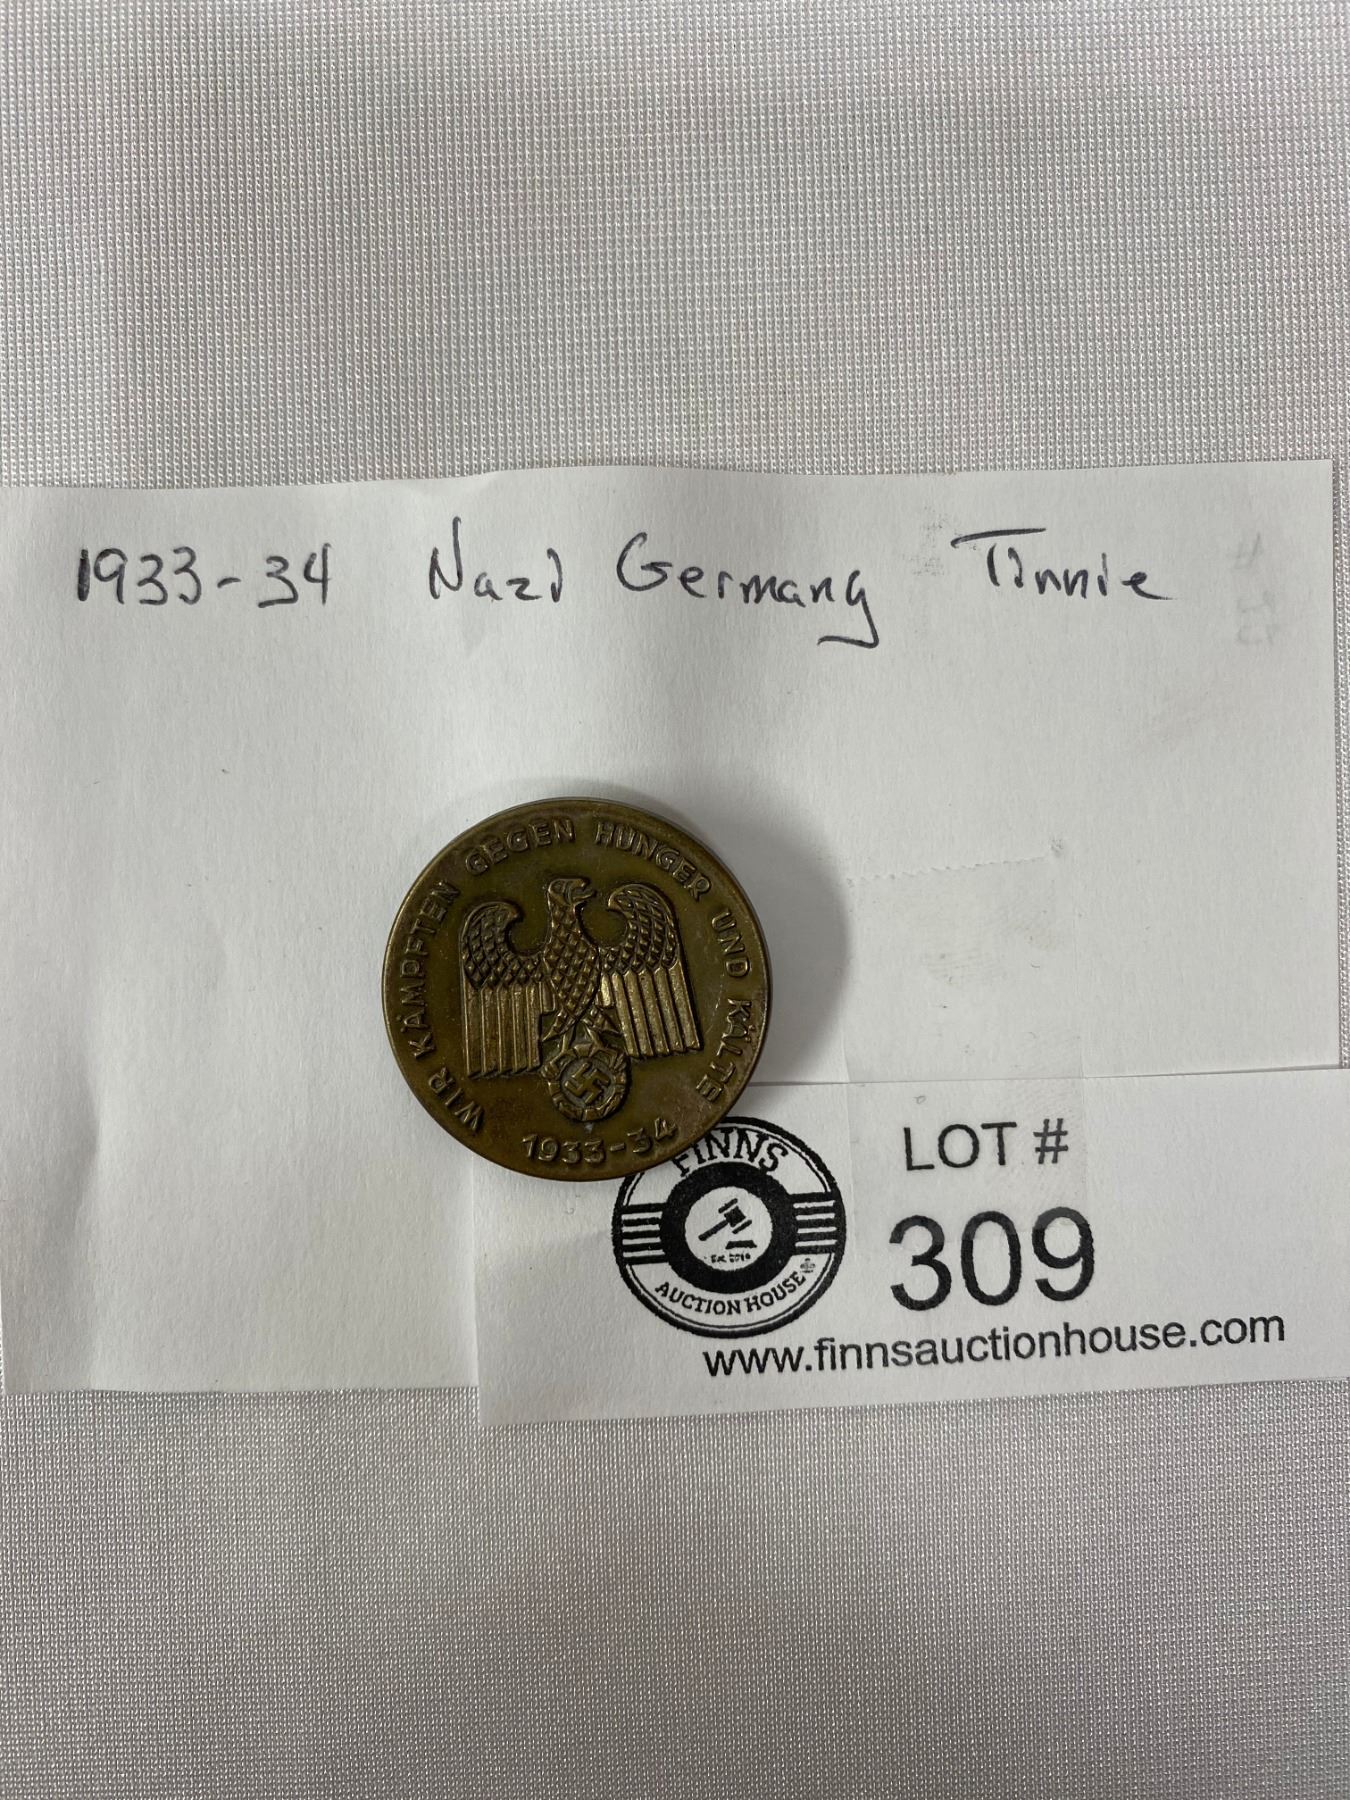 1933-34 Nazi Germany Tinnie
WIR KÄMPFTEN GEGEN HUNGER UND KÄLTE
1933-34
FINNS
AUCTION HOUSE
LOT #
309
www.finnsauctionhouse.com